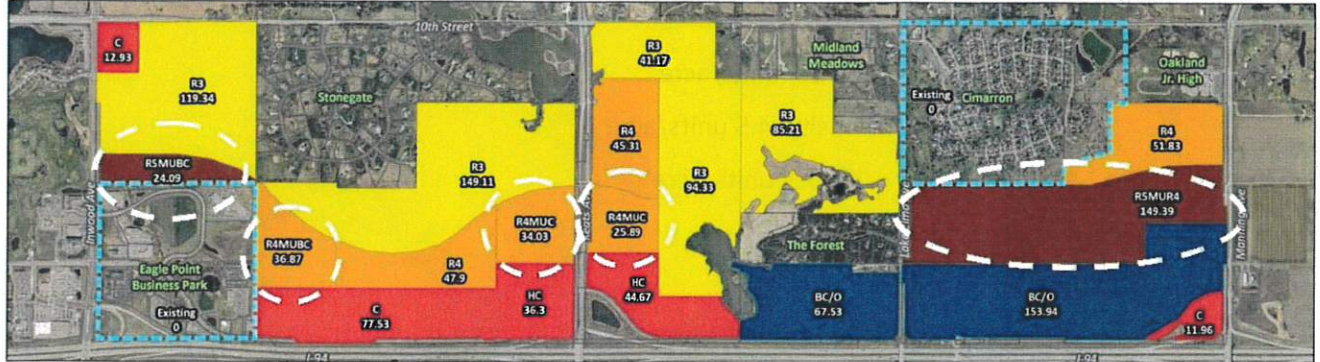 10th Street
C
12.93
R3
119.34
Stonegate
R3
41.17
Midland
Meadows
Existing
0
Cimarron
Oakland
Jr. High
R3
85.21
R4
45.31
R4
51.83
R5MUBC
24.09
R3
149.11
R3
94.33
R5MUR4
149.39
Inwood Ave
Keats Ave
Manning Ave
R4MUBC
36.87
R4MUC
34.03
R4MUC
25.89
The Forest
Eagle Point
Business Park
Existing
0
R4
47.9
HC
36.3
HC
44.67
BC/O
67.53
BC/O
153.94
C
77.53
C
11.96
I-94
I-94